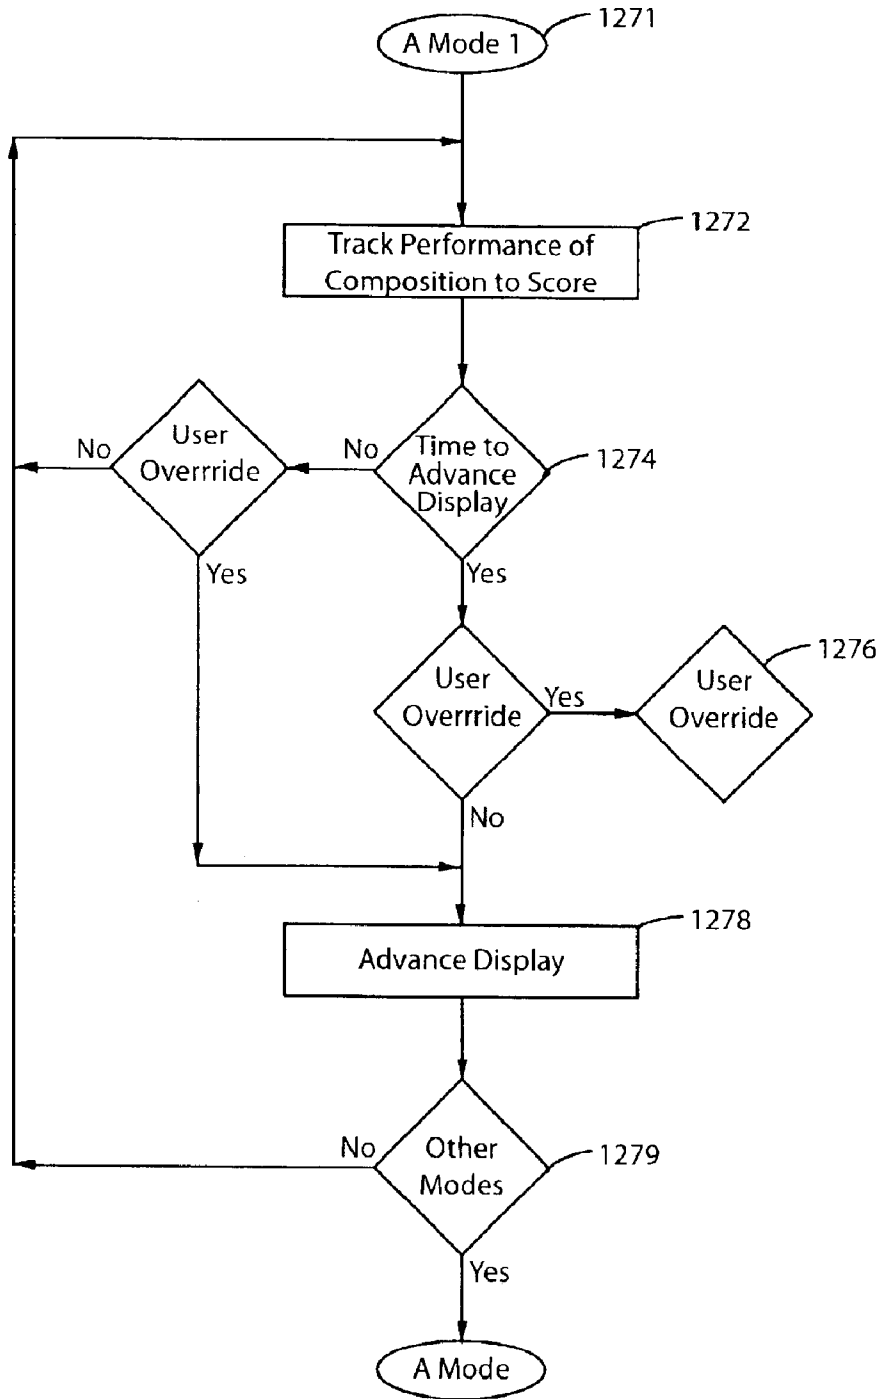 A Mode 1
1271
1272
Track Performance of
Composition to Score
No
User
Overrride
No
Time to
Advance
Display
1274
Yes
Yes
User
Overrride
Yes
1276
User
Override
No
1278
Advance Display
No
Other
Modes
1279
Yes
A Mode